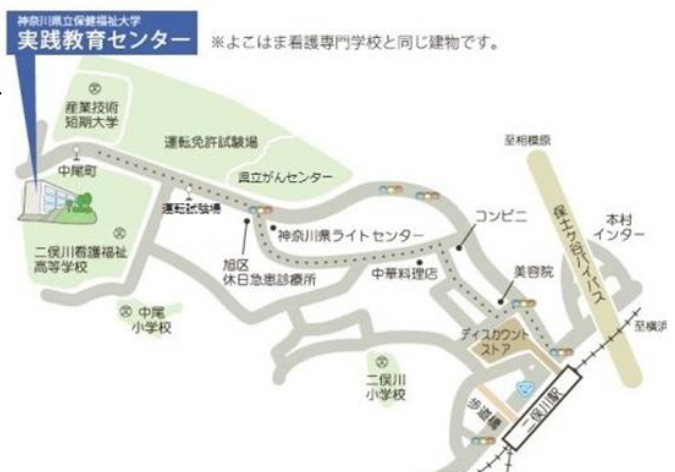 神奈川県立保健福祉大学
実践教育センター
※よこはま看護専門学校と同じ建物です。
産業技術
短期大学
運転免許試験場
至相模原
中尾町
県立がんセンター
運転試験場
コンビニ
本村
インター
保土ヶ谷バイパス
神奈川県ライトセンター
二俣川看護福祉
高等学校
旭区
休日急患診療所
中華料理店
美容院
中尾
小学校
至横浜
ディスカウント
ストア
二俣川
小学校
歩道橋
二俣川駅